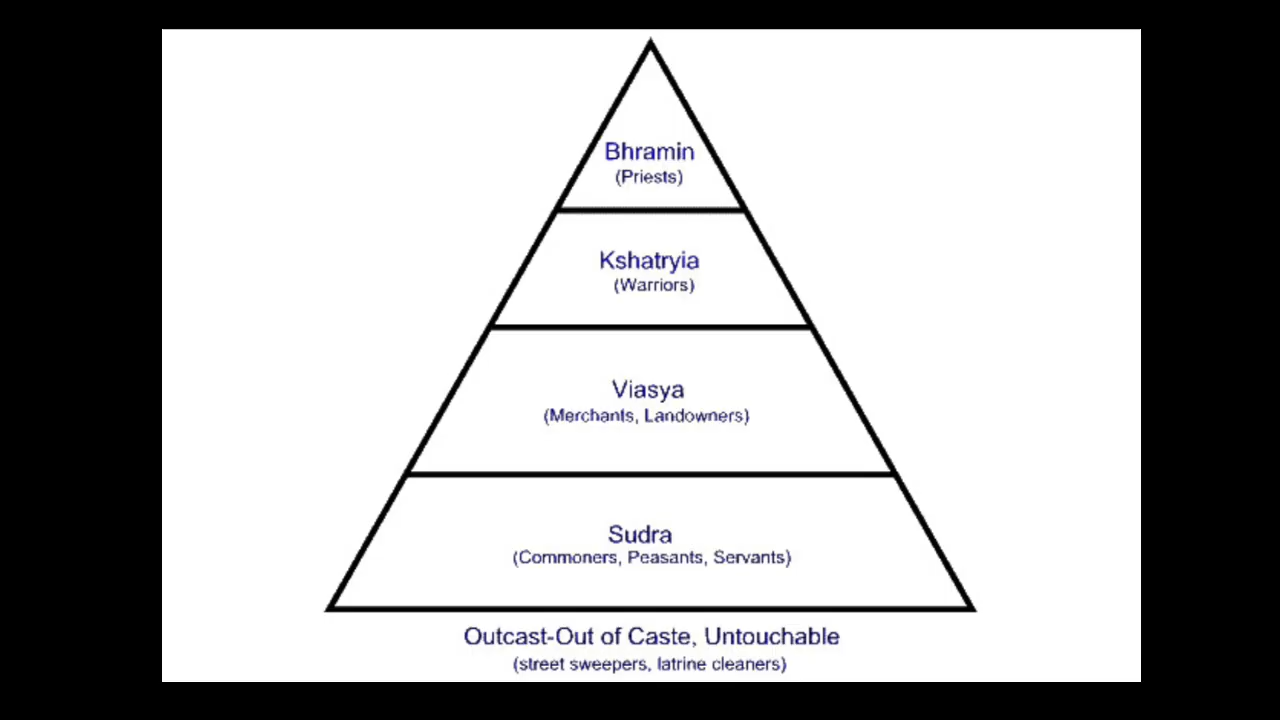 Bhramin
(Priests)
Kshatryia
(Warriors)
Viasya
(Merchants, Landowners)
Sudra
(Commoners, Peasants, Servants)
Outcast-Out of Caste, Untouchable
(street sweepers, latrine cleaners)